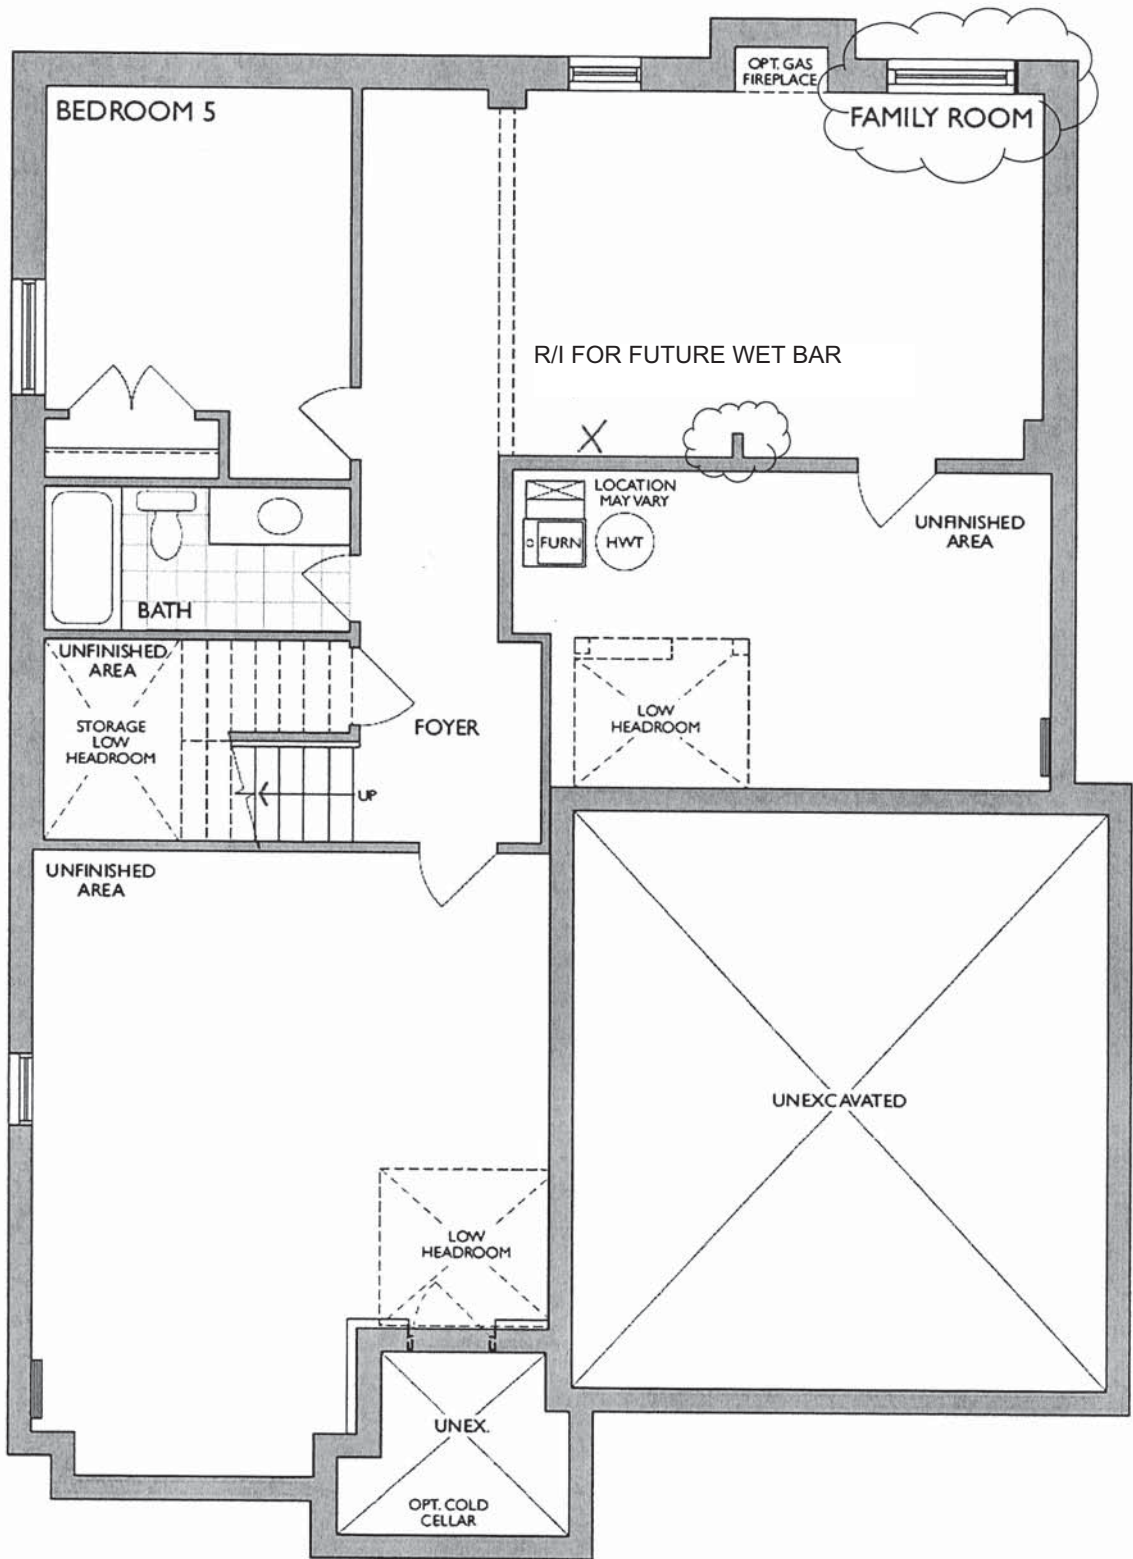 OPT. GAS
FIREPLACE
BEDROOM 5
FAMILY ROOM
R/I FOR FUTURE WET BAR
X
LOCATION
MAY VARY
FURN
HWT
UNFINISHED
AREA
BATH
UNFINISHED
AREA
STORAGE
LOW
HEADROOM
FOYER
LOW
HEADROOM
UP
UNFINISHED
AREA
UNEXCAVATED
LOW
HEADROOM
UNEX.
OPT. COLD
CELLAR